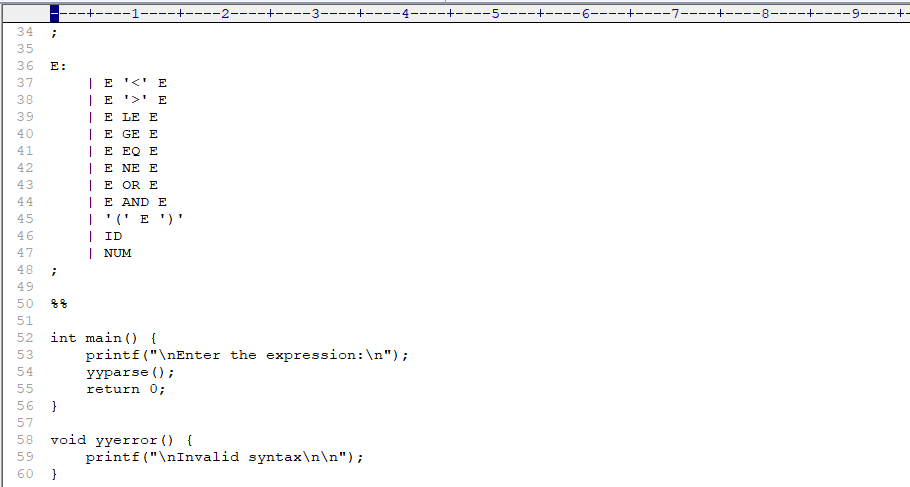 ----+----1----+----2----+----3----+----4----+----5----+----6----+----7----+----8----+----9----+-
34 ;
35
36 E:
37     | E '<' E
38     | E '>' E
39     | E LE E
40     | E GE E
41     | E EQ E
42     | E NE E
43     | E OR E
44     | E AND E
45     | '(' E ')'
46     | ID
47     | NUM
48 ;
49
50 %%
51
52 int main() {
53     printf("\nEnter the expression:\n");
54     yyparse();
55     return 0;
56 }
57
58 void yyerror() {
59     printf("\nInvalid syntax\n\n");
60 }